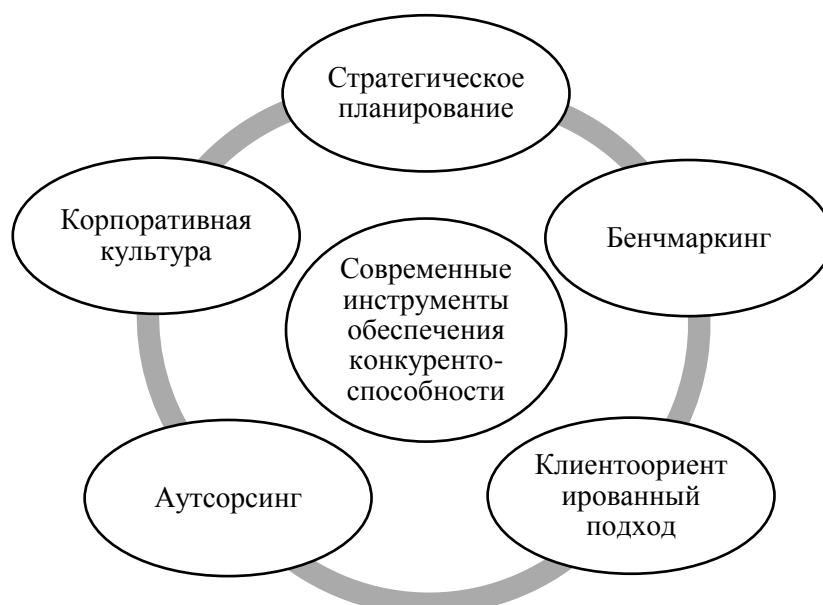 Стратегическое
планирование
Корпоративная
культура
Бенчмаркинг
Современные
инструменты
обеспечения
конкуренто-
способности
Аутсорсинг
Клиентоориент
ированный
подход